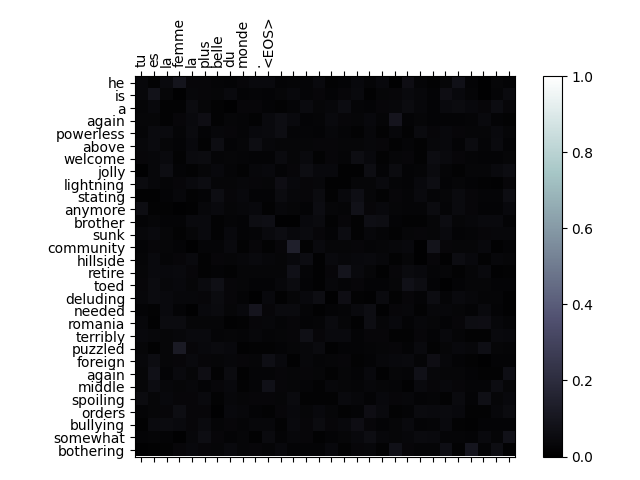 tu es la femme la plus belle du monde . <EOS>
he
is
a
again
powerless
above
welcome
jolly
lightning
stating
anymore
brother
sunk
community
hillside
retire
toed
deluding
needed
romania
terribly
puzzled
foreign
again
middle
spoiling
orders
bullying
somewhat
bothering
1.0
0.8
0.6
0.4
0.2
0.0